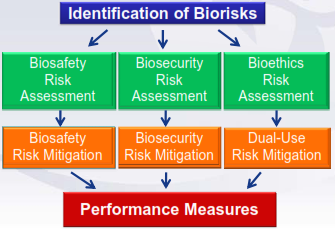 Identification of Biorisks
Biosafety
Risk
Assessment
Biosecurity
Risk
Assessment
Bioethics
Risk
Assessment
Biosafety
Risk Mitigation
Biosecurity
Risk Mitigation
Dual-Use
Risk Mitigation
Performance Measures